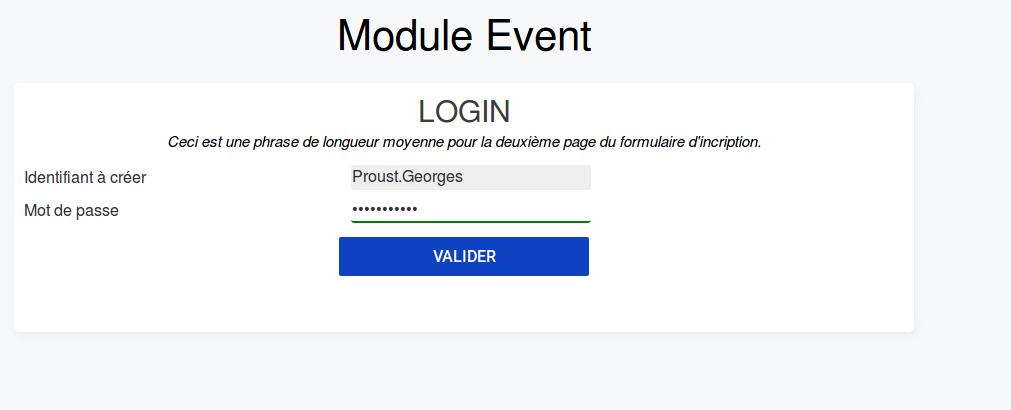 Module Event
LOGIN
Ceci est une phrase de longueur moyenne pour la deuxième page du formulaire d'incription.
Identifiant à créer Proust.Georges
Mot de passe •••••••••••
VALIDER